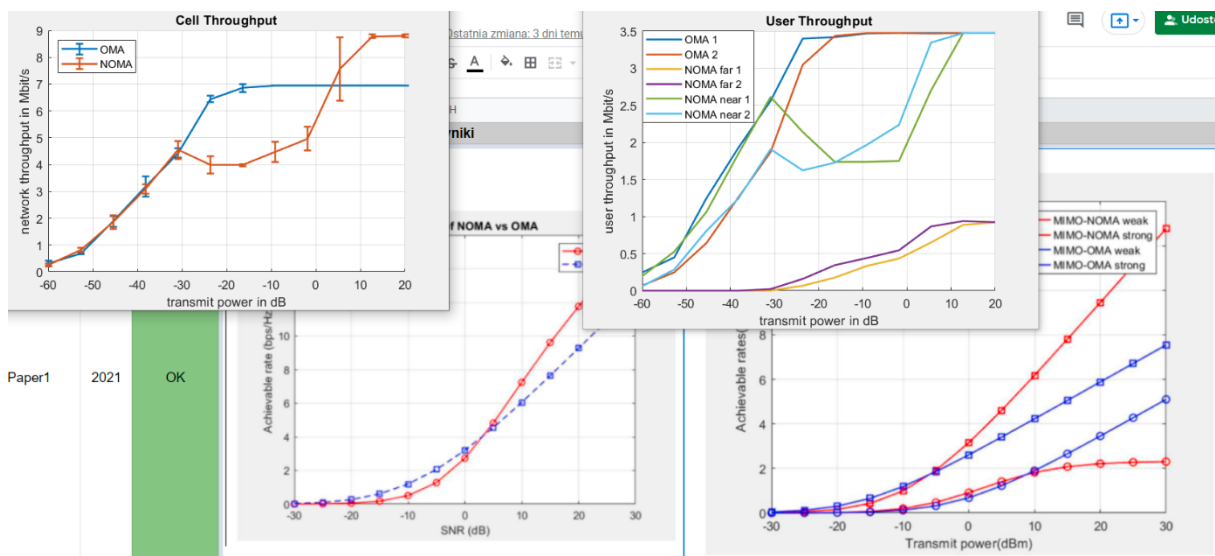 Cell Throughput
network throughput in Mbit/s
9
8
7
6
5
4
3
2
1
0
OMA
NOMA
-60 -50 -40 -30 -20 -10 0 10 20
transmit power in dB
Ostatnia zmiana: 3 dni temu
A
H
User Throughput
user throughput in Mbit/s
3.5
3
2.5
2
1.5
1
0.5
0
OMA 1
OMA 2
NOMA far 1
NOMA far 2
NOMA near 1
NOMA near 2
-60 -50 -40 -30 -20 -10 0 10 20
transmit power in dB
Udostę
Paper1 2021 OK
f NOMA vs OMA
Achievable rate (bps/Hz
10
8
6
4
2
0
-30 -20 -10 0 10 20 30
SNR (dB)
MIMO-NOMA weak
MIMO-NOMA strong
MIMO-OMA weak
MIMO-OMA strong
Achievable rates(
8
6
4
2
0
-30 -20 -10 0 10 20 30
Transmit power(dBm)